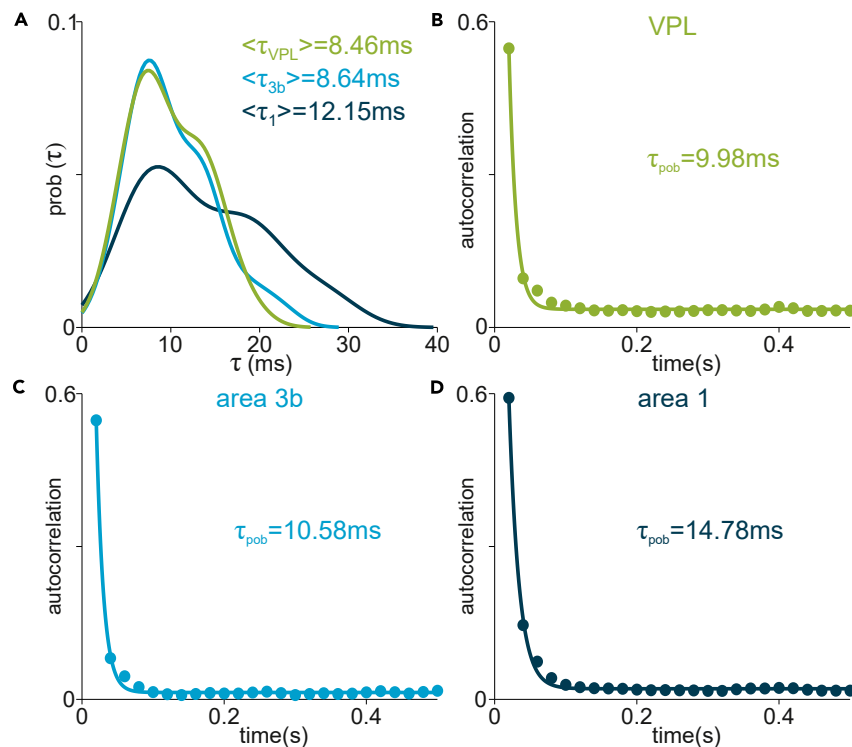 A
0.1
<τVPL>=8.46ms
<τ3b>=8.64ms
<τ1>=12.15ms
prob (τ)
0
0 10 20 30 40
τ (ms)
B
VPL
0.6
τpob=9.98ms
autocorrelation
0
0.2 0.4
time(s)
C
area 3b
0.6
τpob=10.58ms
autocorrelation
0
0 0.2 0.4
time(s)
D
area 1
0.6
τpob=14.78ms
autocorrelation
0
0 0.2 0.4
time(s)